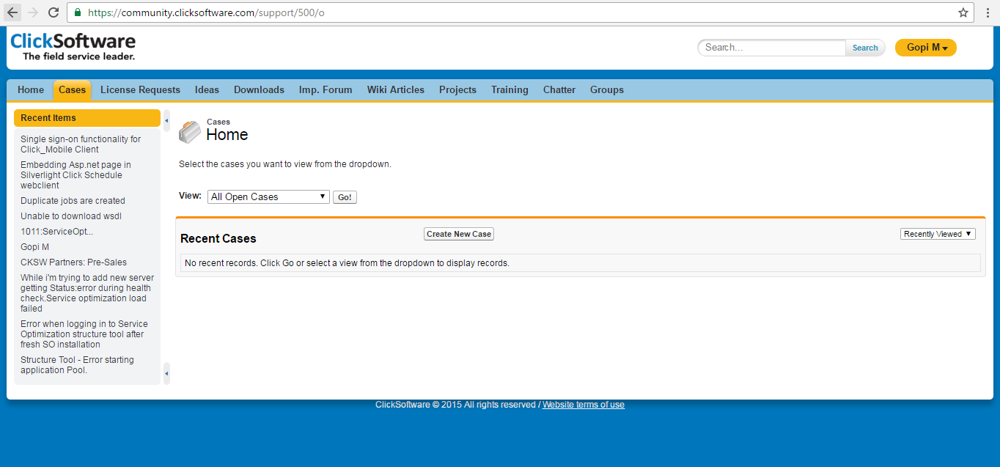 https://community.clicksoftware.com/support/500/o
ClickSoftware
The field service leader.
Search...
Search
Gopi M
Home
Cases
License Requests
Ideas
Downloads
Imp. Forum
Wiki Articles
Projects
Training
Chatter
Groups
Recent Items
Single sign-on functionality for
Click_Mobile Client
Embedding Asp.net page in
Silverlight Click Schedule
webclient
Duplicate jobs are created
Unable to download wsdl
1011:ServiceOpt...
Gopi M
CKSW Partners: Pre-Sales
While i'm trying to add new server
getting Status:error during health
check.Service optimization load
failed
Error when logging in to Service
Optimization structure tool after
fresh SO installation
Structure Tool - Error starting
application Pool.
Cases
Home
Select the cases you want to view from the dropdown.
View:
All Open Cases
Go!
Recent Cases
Create New Case
Recently Viewed
No recent records. Click Go or select a view from the dropdown to display records.
ClickSoftware © 2015 All rights reserved / Website terms of use